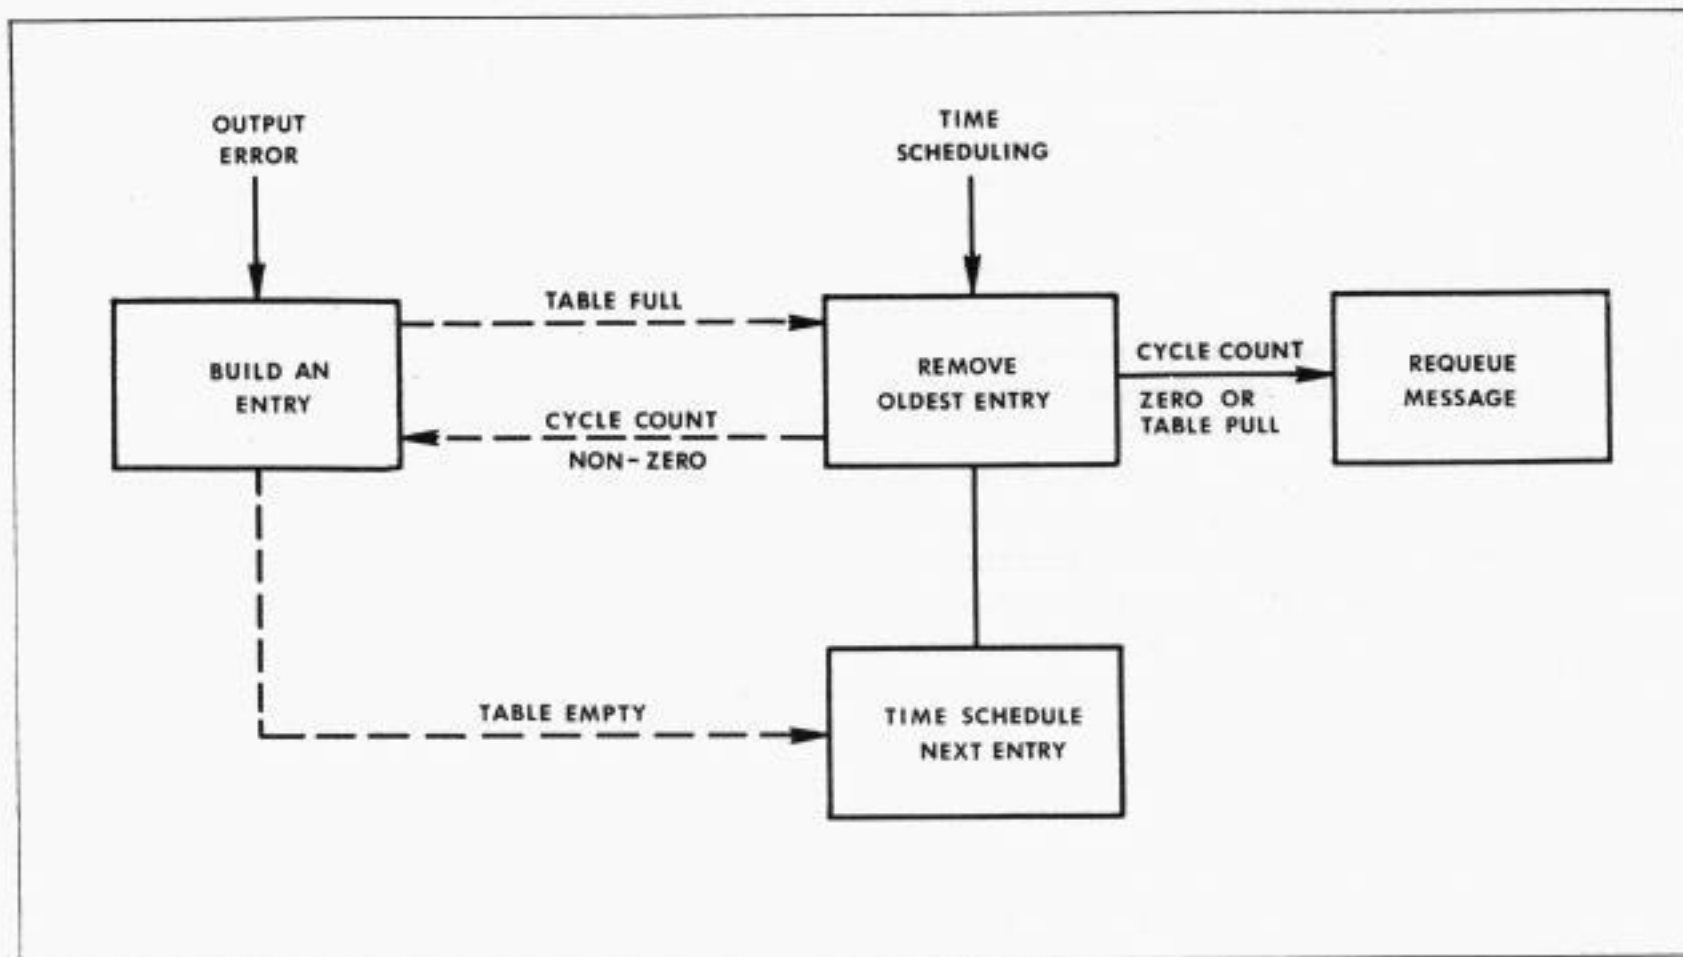 OUTPUT
ERROR
TIME
SCHEDULING
TABLE FULL
BUILD AN
ENTRY
REMOVE
OLDEST ENTRY
CYCLE COUNT
ZERO OR
TABLE PULL
REQUEUE
MESSAGE
CYCLE COUNT
NON-ZERO
TABLE EMPTY
TIME SCHEDULE
NEXT ENTRY